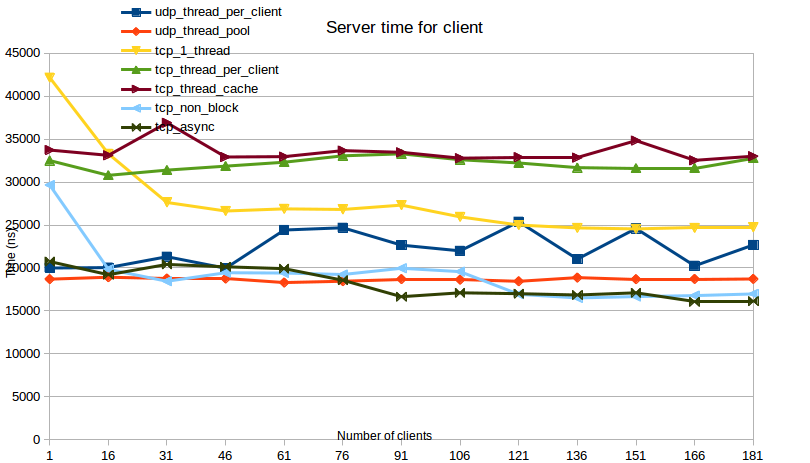 Server time for client
udp_thread_per_client
udp_thread_pool
tcp_1_thread
tcp_thread_per_client
tcp_thread_cache
tcp_non_block
tcp_async
45000
40000
35000
30000
25000
20000
15000
10000
5000
0
Time (ns)
Number of clients
1 16 31 46 61 76 91 106 121 136 151 166 181